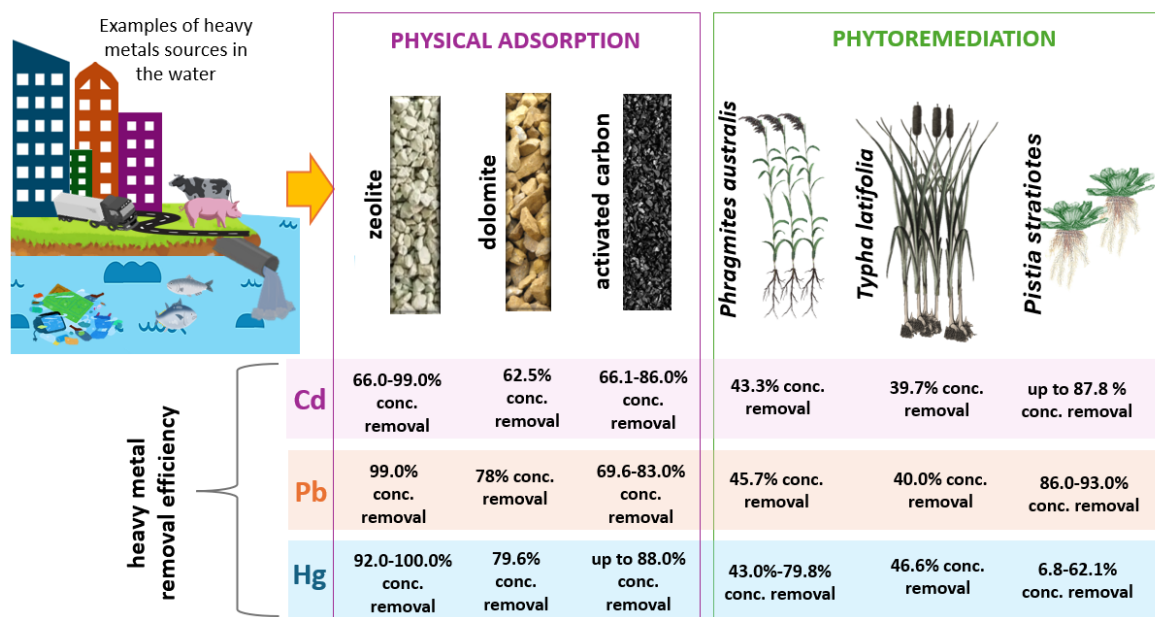 Examples of heavy
metals sources in
the water
PHYSICAL ADSORPTION
PHYTOREMEDIATION
zeolite
dolomite
activated carbon
Phragmites australis
Typha latifolia
Pistia stratiotes
heavy metal
removal efficiency
Cd
66.0-99.0%
conc.
removal
62.5%
conc.
removal
66.1-86.0%
conc.
removal
43.3% conc.
removal
39.7% conc.
removal
up to 87.8 %
conc. removal
Pb
99.0%
conc.
removal
78% conc.
removal
69.6-83.0%
conc.
removal
45.7% conc.
removal
40.0% conc.
removal
86.0-93.0%
conc. removal
Hg
92.0-100.0%
conc.
removal
79.6%
conc.
removal
up to 88.0%
conc.
removal
43.0%-79.8%
conc. removal
46.6% conc.
removal
6.8-62.1%
conc. removal